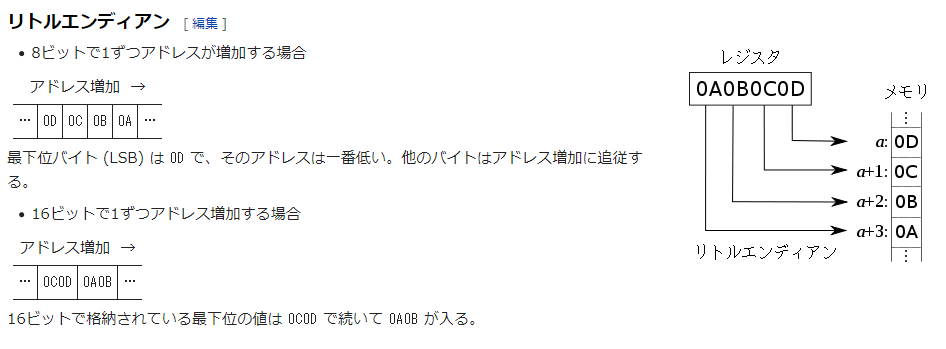 リトルエンディアン [編集]
• 8ビットで1ずつアドレスが増加する場合
アドレス増加 →
… 0D 0C 0B 0A …
最下位バイト (LSB) は 0D で、そのアドレスは一番低い。他のバイトはアドレス増加に追従す
る。
• 16ビットで1ずつアドレス増加する場合
アドレス増加 →
… 0C0D 0A0B …
16ビットで格納されている最下位の値は 0C0D で続いて 0A0B が入る。
レジスタ
0A0B0C0D
メモリ
⋮
a: 0D
a+1: 0C
a+2: 0B
a+3: 0A
⋮
リトルエンディアン